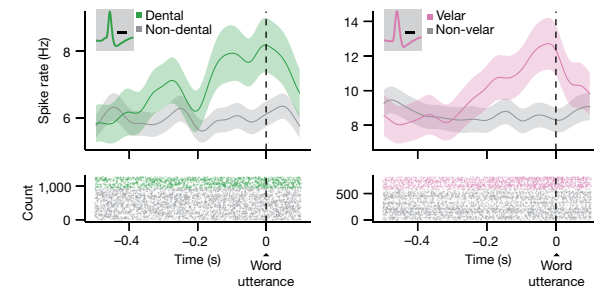 Dental
Non-dental
Spike rate (Hz)
8
6
Count
1,000
0
−0.4
−0.2
0
Time (s)
Word
utterance
Velar
Non-velar
14
12
10
8
500
0
−0.4
−0.2
0
Time (s)
Word
utterance